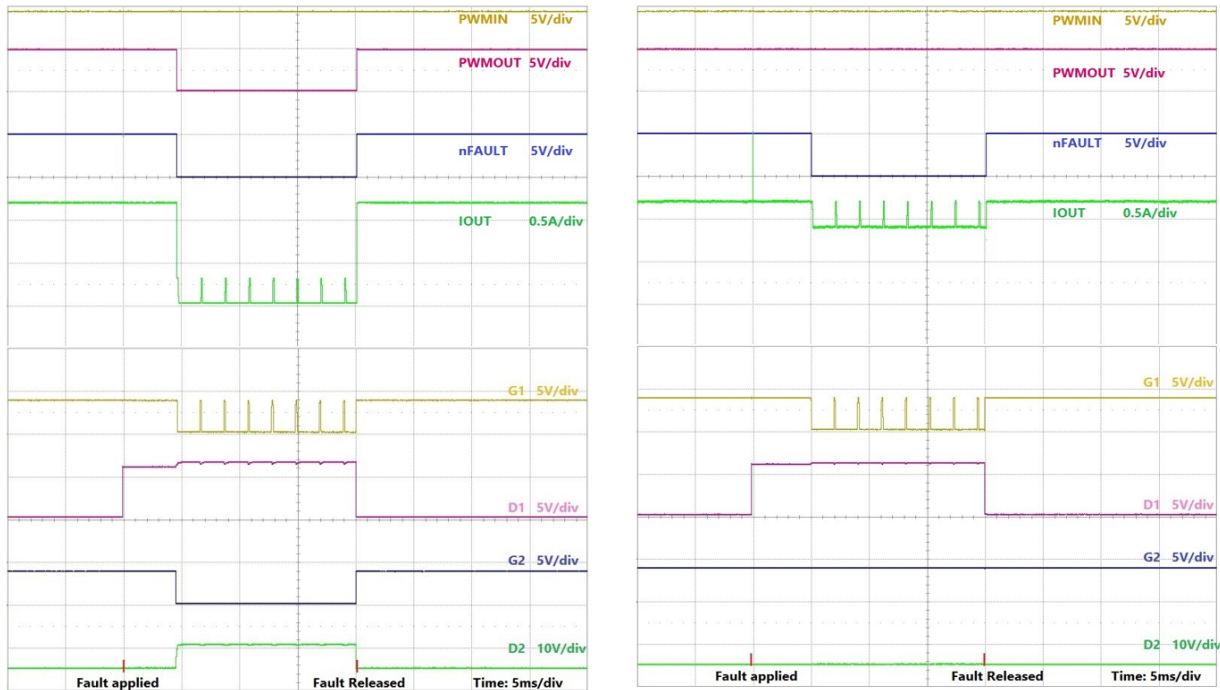 PWMIN 5V/div
PWMOUT 5V/div
nFAULT 5V/div
IOUT 0.5A/div
G1 5V/div
D1 5V/div
G2 5V/div
D2 10V/div
Fault applied Fault Released Time: 5ms/div
PWMIN 5V/div
PWMOUT 5V/div
nFAULT 5V/div
IOUT 0.5A/div
G1 5V/div
D1 5V/div
G2 5V/div
D2 10V/div
Fault applied Fault Released Time: 5ms/div